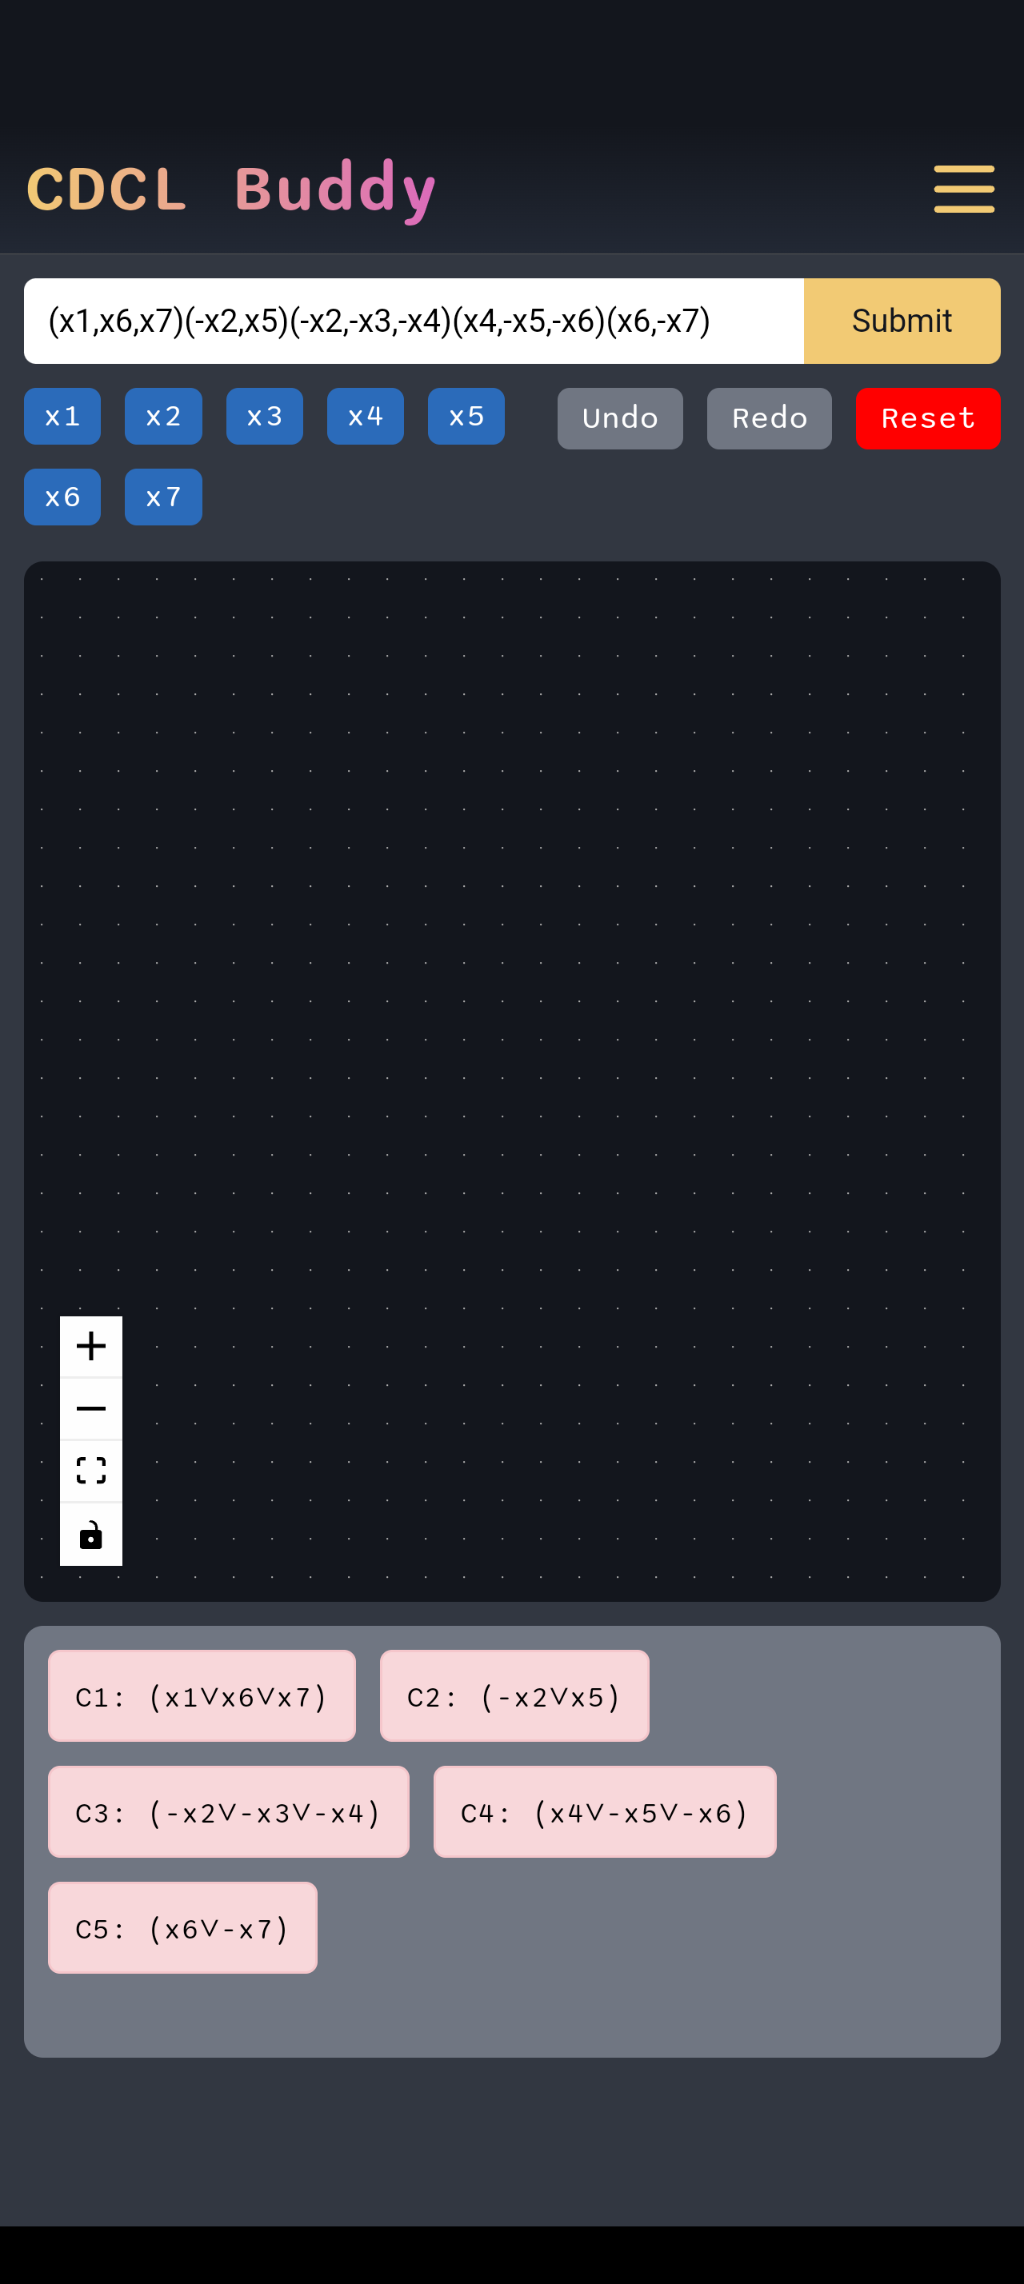 CDCL Buddy
(x1,x6,x7)(-x2,x5)(-x2,-x3,-x4)(x4,-x5,-x6)(x6,-x7) Submit
x1 x2 x3 x4 x5 Undo Redo Reset
x6 x7
C1: (x1∨x6∨x7) C2: (-x2∨x5)
C3: (-x2∨-x3∨-x4) C4: (x4∨-x5∨-x6)
C5: (x6∨-x7)